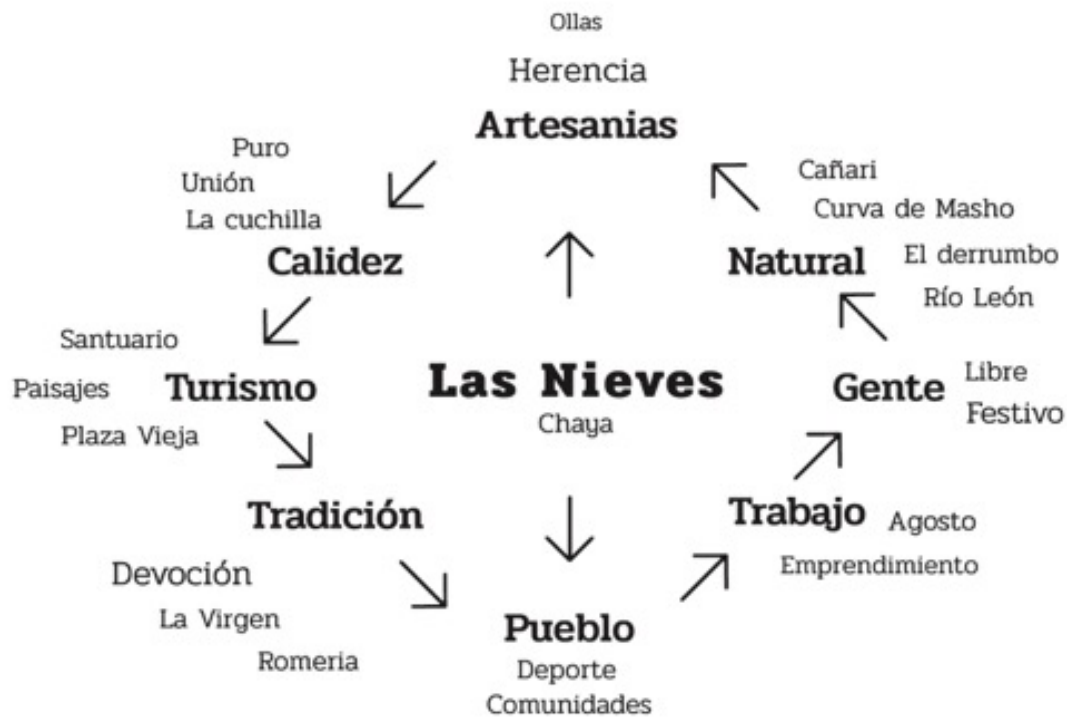 Ollas
Herencia
Artesanias
Puro
Unión
La cuchilla
Calidez
Cañari
Curva de Masho
Natural
El derrumbo
Río León
Santuario
Paisajes
Turismo
Plaza Vieja
Las Nieves
Chaya
Gente
Libre
Festivo
Tradición
Devoción
La Virgen
Romeria
Trabajo
Agosto
Emprendimiento
Pueblo
Deporte
Comunidades